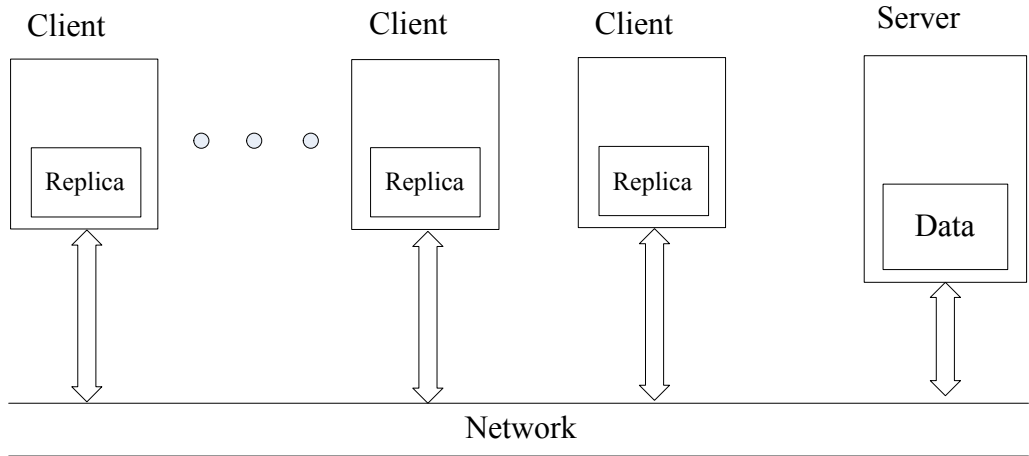 Client
Client
Client
Server
Replica
Replica
Replica
Data
Network